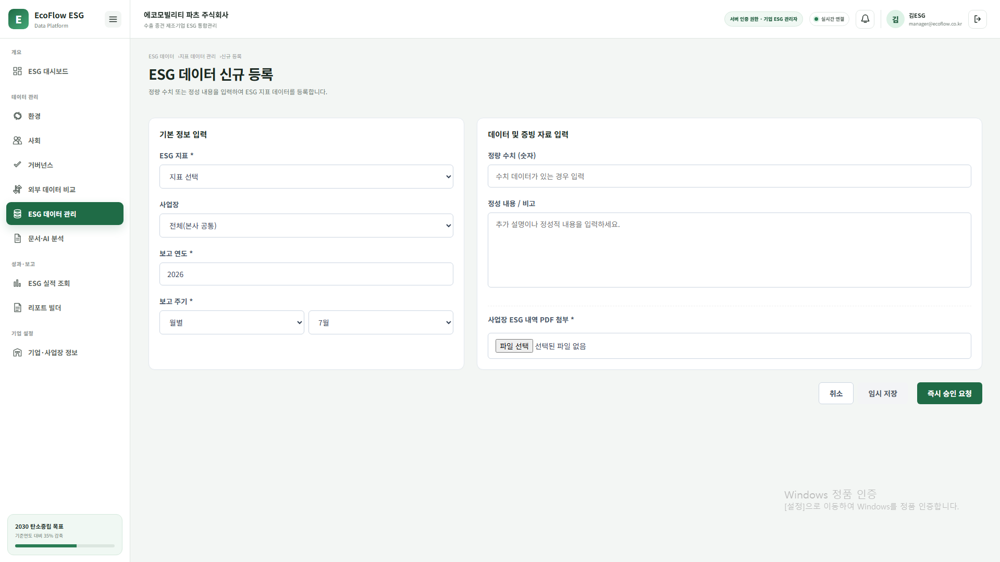 E
EcoFlow ESG
Data Platform
에코모빌리티 파츠 주식회사
수출 중견 제조기업 ESG 통합관리
서버 인증 권한 · 기업 ESG 관리자
실시간 연결
김
김ESG
manager@ecoflow.co.kr
개요
ESG 대시보드
데이터 관리
환경
사회
거버넌스
외부 데이터 비교
ESG 데이터 관리
문서·AI 분석
성과·보고
ESG 실적 조회
리포트 빌더
기업 설정
기업·사업장 정보
2030 탄소중립 목표
기준연도 대비 35% 감축
ESG 데이터 ›지표 데이터 관리 ›신규 등록
ESG 데이터 신규 등록
정량 수치 또는 정성 내용을 입력하여 ESG 지표 데이터를 등록합니다.
기본 정보 입력
ESG 지표 *
지표 선택
사업장
전체(본사 공통)
보고 연도 *
2026
보고 주기 *
월별
7월
데이터 및 증빙 자료 입력
정량 수치 (숫자)
수치 데이터가 있는 경우 입력
정성 내용 / 비고
추가 설명이나 정성적 내용을 입력하세요.
사업장 ESG 내역 PDF 첨부 *
파일 선택 선택된 파일 없음
취소
임시 저장
즉시 승인 요청
Windows 정품 인증
[설정]으로 이동하여 Windows를 정품 인증합니다.